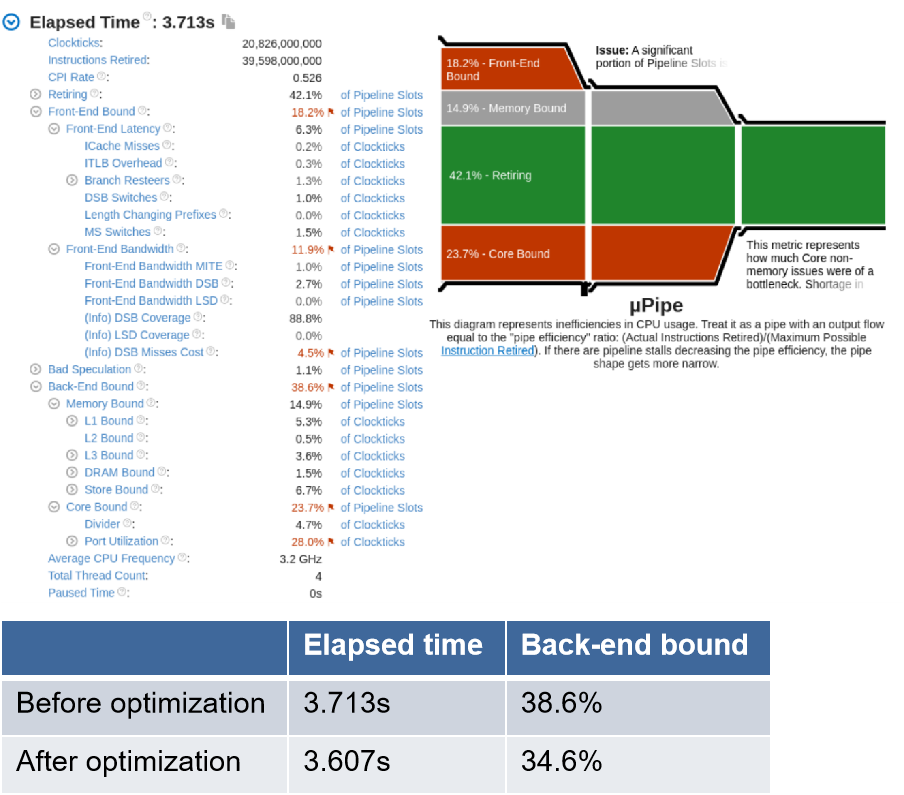 Elapsed Time: 3.713s
Clockticks: 20,826,000,000
Instructions Retired: 39,598,000,000
CPI Rate: 0.526
Retiring: 42.1% of Pipeline Slots
Front-End Bound: 18.2% of Pipeline Slots
Front-End Latency: 6.3% of Pipeline Slots
ICache Misses: 0.2% of Clockticks
ITLB Overhead: 0.3% of Clockticks
Branch Resteers: 1.3% of Clockticks
DSB Switches: 1.0% of Clockticks
Length Changing Prefixes: 0.0% of Clockticks
MS Switches: 1.5% of Clockticks
Front-End Bandwidth: 11.9% of Pipeline Slots
Front-End Bandwidth MITE: 1.0% of Pipeline Slots
Front-End Bandwidth DSB: 2.7% of Pipeline Slots
Front-End Bandwidth LSD: 0.0% of Pipeline Slots
(Info) DSB Coverage: 88.8%
(Info) LSD Coverage: 0.0%
(Info) DSB Misses Cost: 4.5% of Pipeline Slots
Bad Speculation: 1.1% of Pipeline Slots
Back-End Bound: 38.6% of Pipeline Slots
Memory Bound: 14.9% of Pipeline Slots
L1 Bound: 5.3% of Clockticks
L2 Bound: 0.5% of Clockticks
L3 Bound: 3.6% of Clockticks
DRAM Bound: 1.5% of Clockticks
Store Bound: 6.7% of Clockticks
Core Bound: 23.7% of Pipeline Slots
Divider: 4.7% of Clockticks
Port Utilization: 28.0% of Clockticks
Average CPU Frequency: 3.2 GHz
Total Thread Count: 4
Paused Time: 0s
18.2% - Front-End
Bound
14.9% - Memory Bound
42.1% - Retiring
23.7% - Core Bound
Issue: A significant
portion of Pipeline Slots is
This metric represents
how much Core non-
memory issues were of a
bottleneck. Shortage in
µPipe
This diagram represents inefficiencies in CPU usage. Treat it as a pipe with an output flow
equal to the "pipe efficiency" ratio: (Actual Instructions Retired)/(Maximum Possible
Instruction Retired). If there are pipeline stalls decreasing the pipe efficiency, the pipe
shape gets more narrow.
Elapsed time Back-end bound
Before optimization 3.713s 38.6%
After optimization 3.607s 34.6%